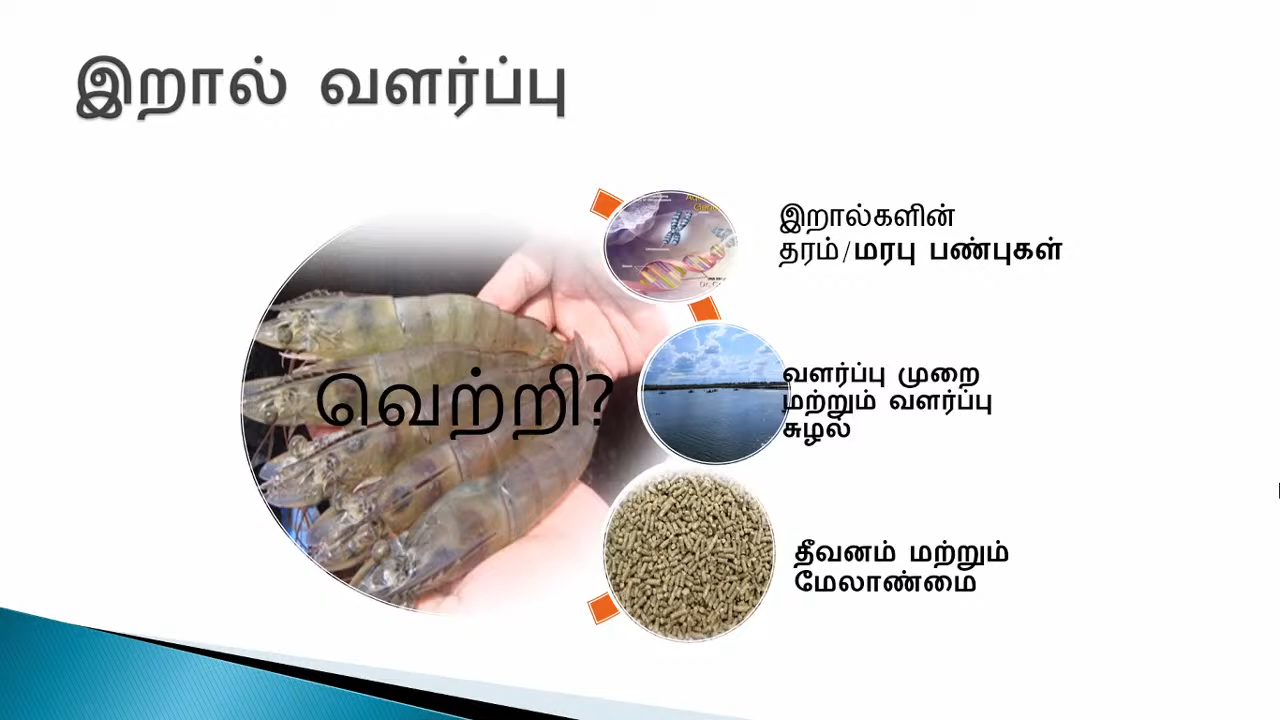 இறால் வளர்ப்பு
வெற்றி?
இறால்களின்
தரம்/மரபு பண்புகள்
வளர்ப்பு முறை
மற்றும் வளர்ப்பு
சுழல்
தீவனம் மற்றும்
மேலாண்மை